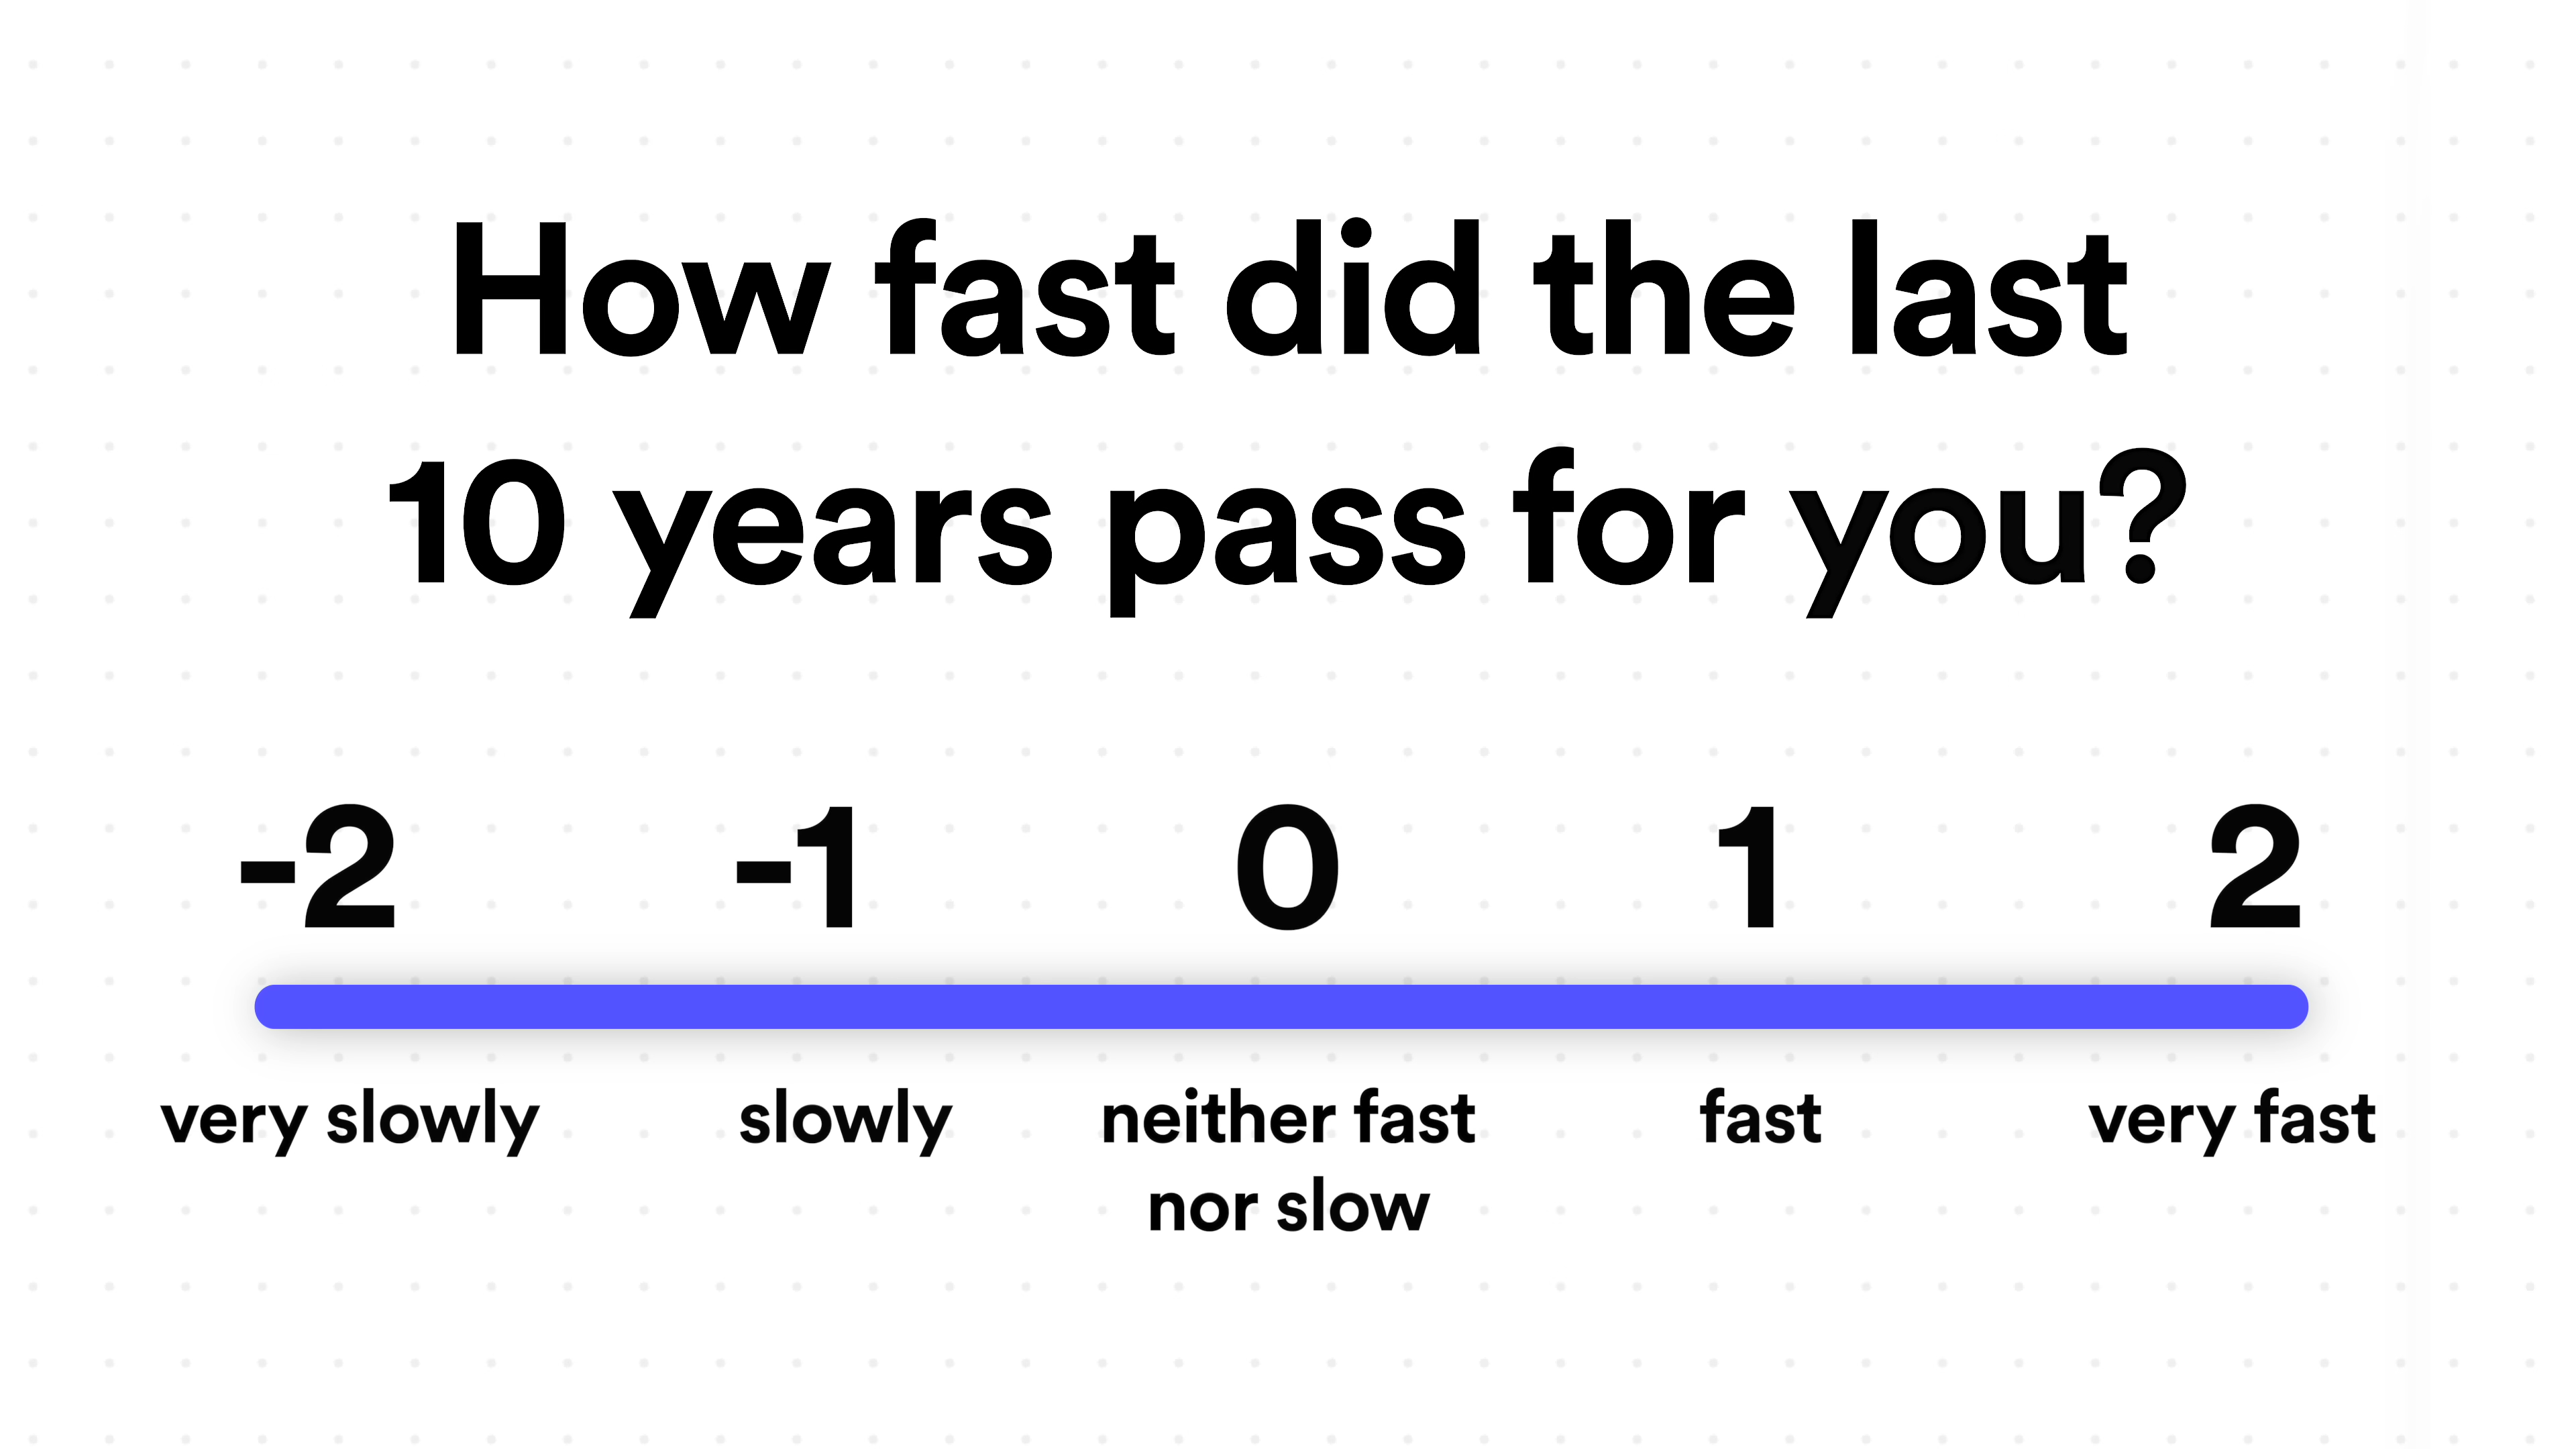 How fast did the last
10 years pass for you?
-2 -1 0 1 2
very slowly slowly neither fast fast very fast
nor slow